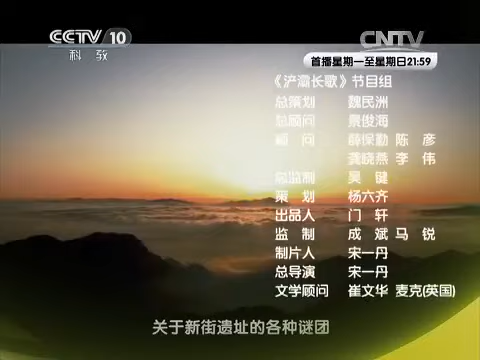 CCTV 10
科教
CNTV
首播星期一至星期日21:59
《浐灞长歌》节目组
总策划 魏民洲
总顾问 景俊海
顾 问 薛保勤 陈 彦
龚晓燕 李 伟
总监制 吴 健
策 划 杨六齐
出品人 门 轩
监 制 成 斌 马 锐
制片人 宋一丹
总导演 宋一丹
文学顾问 崔文华 麦克(英国)
关于新街遗址的各种谜团